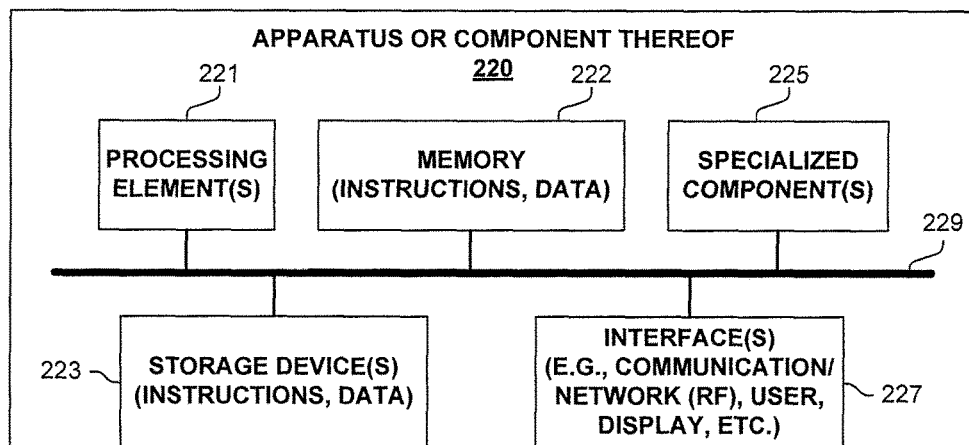 APPARATUS OR COMPONENT THEREOF
220
221
222
225
PROCESSING
ELEMENT(S)
MEMORY
(INSTRUCTIONS, DATA)
SPECIALIZED
COMPONENT(S)
229
STORAGE DEVICE(S)
(INSTRUCTIONS, DATA)
223
INTERFACE(S)
(E.G., COMMUNICATION/
NETWORK (RF), USER,
DISPLAY, ETC.)
227